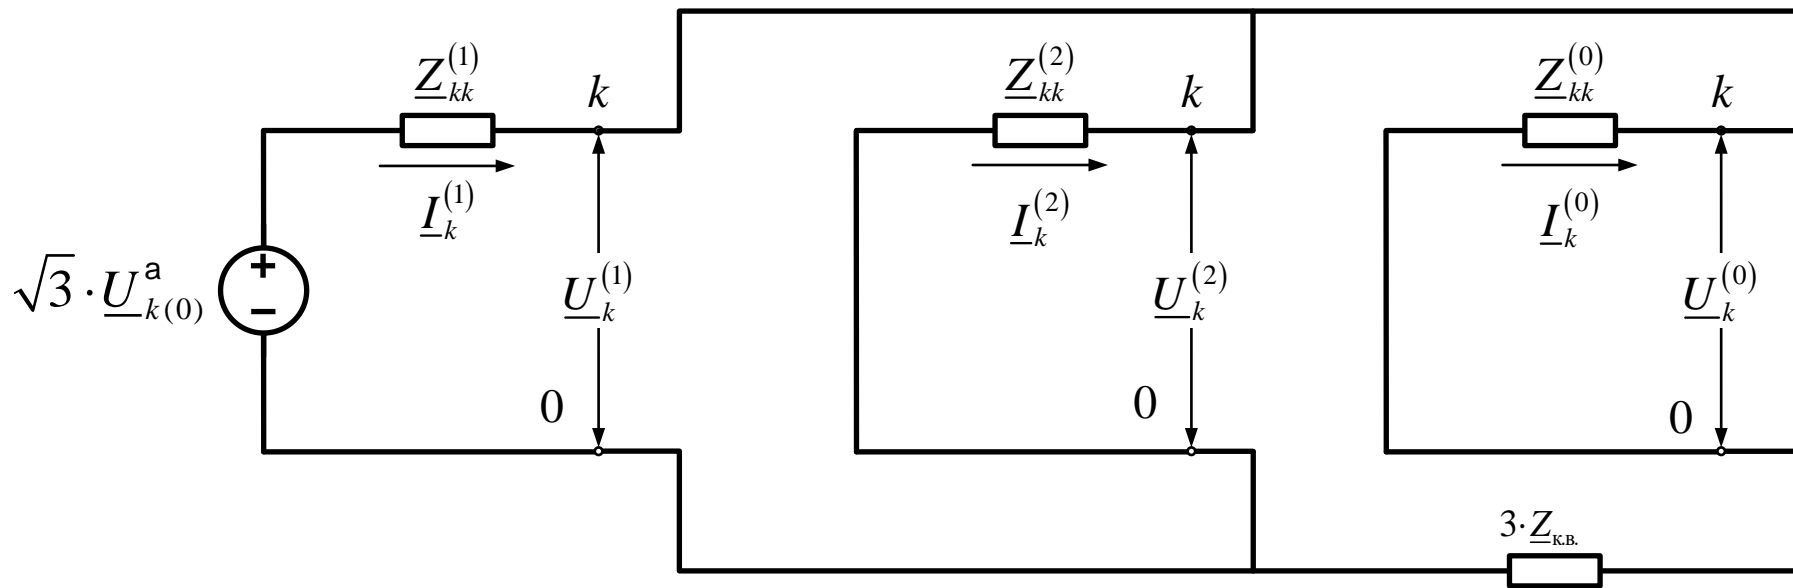 Z_kk^(1) k Z_kk^(2) k Z_kk^(0) k
I_k^(1) I_k^(2) I_k^(0)
√3·U_k(0)^a + − U_k^(1) U_k^(2) U_k^(0)
0 0 0
3·Z_к.в.